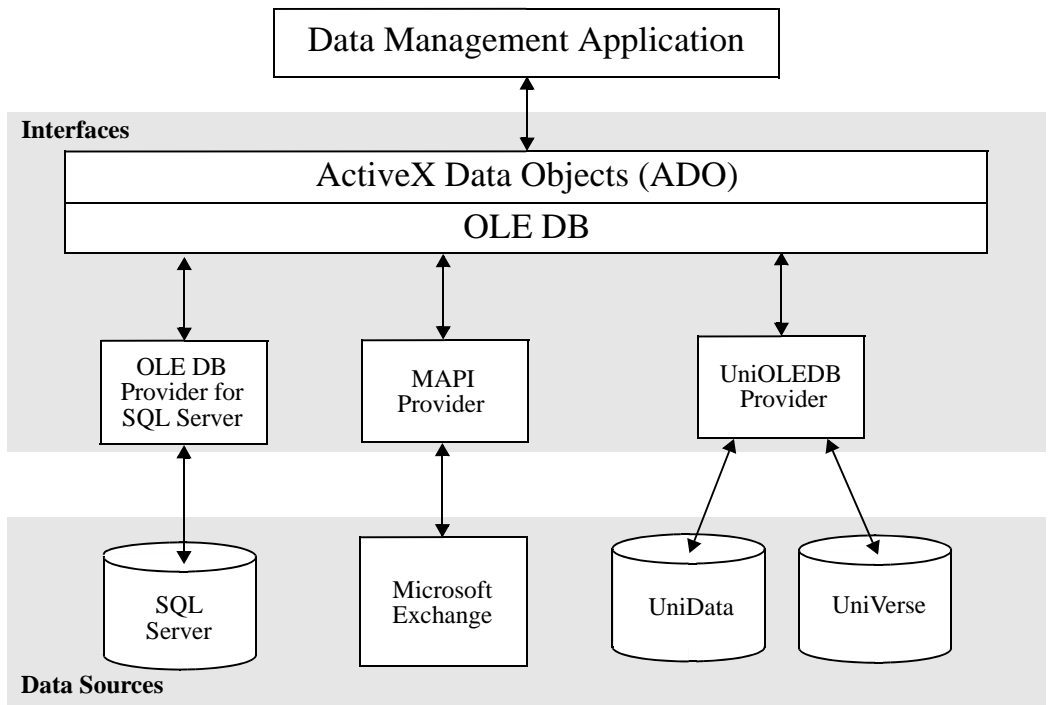 Data Management Application
Interfaces
ActiveX Data Objects (ADO)
OLE DB
OLE DB
Provider for
SQL Server
MAPI
Provider
UniOLEDB
Provider
SQL
Server
Microsoft
Exchange
UniData
UniVerse
Data Sources